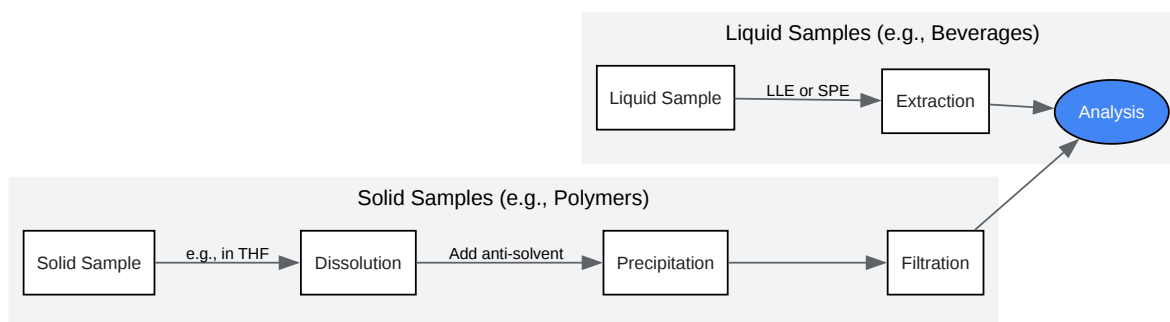 Liquid Samples (e.g., Beverages)
Liquid Sample
LLE or SPE
Extraction
Analysis
Solid Samples (e.g., Polymers)
Solid Sample
e.g., in THF
Dissolution
Add anti-solvent
Precipitation
Filtration